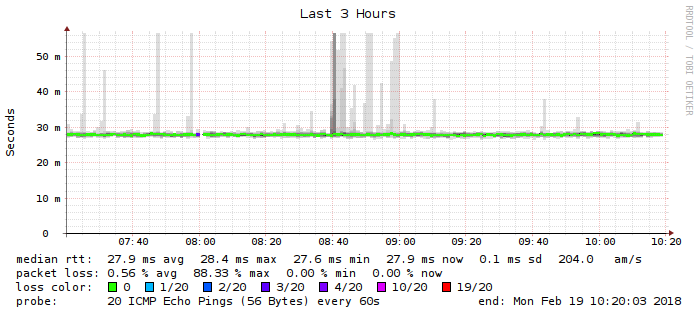 Last 3 Hours
RRDTOOL / TOBI OETIKER
Seconds
50 m
40 m
30 m
20 m
10 m
0
07:40 08:00 08:20 08:40 09:00 09:20 09:40 10:00 10:20
median rtt: 27.9 ms avg 28.4 ms max 27.6 ms min 27.9 ms now 0.1 ms sd 204.0 am/s
packet loss: 0.56 % avg 88.33 % max 0.00 % min 0.00 % now
loss color: 0 1/20 2/20 3/20 4/20 10/20 19/20
probe: 20 ICMP Echo Pings (56 Bytes) every 60s end: Mon Feb 19 10:20:03 2018